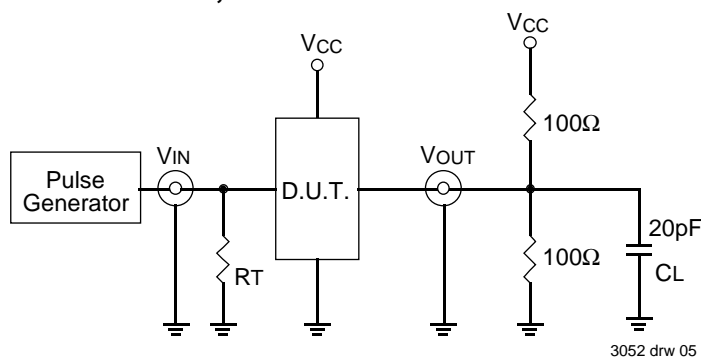 VCC
VCC
100Ω
VIN
VOUT
Pulse
Generator
D.U.T.
20pF
100Ω
RT
CL
3052 drw 05